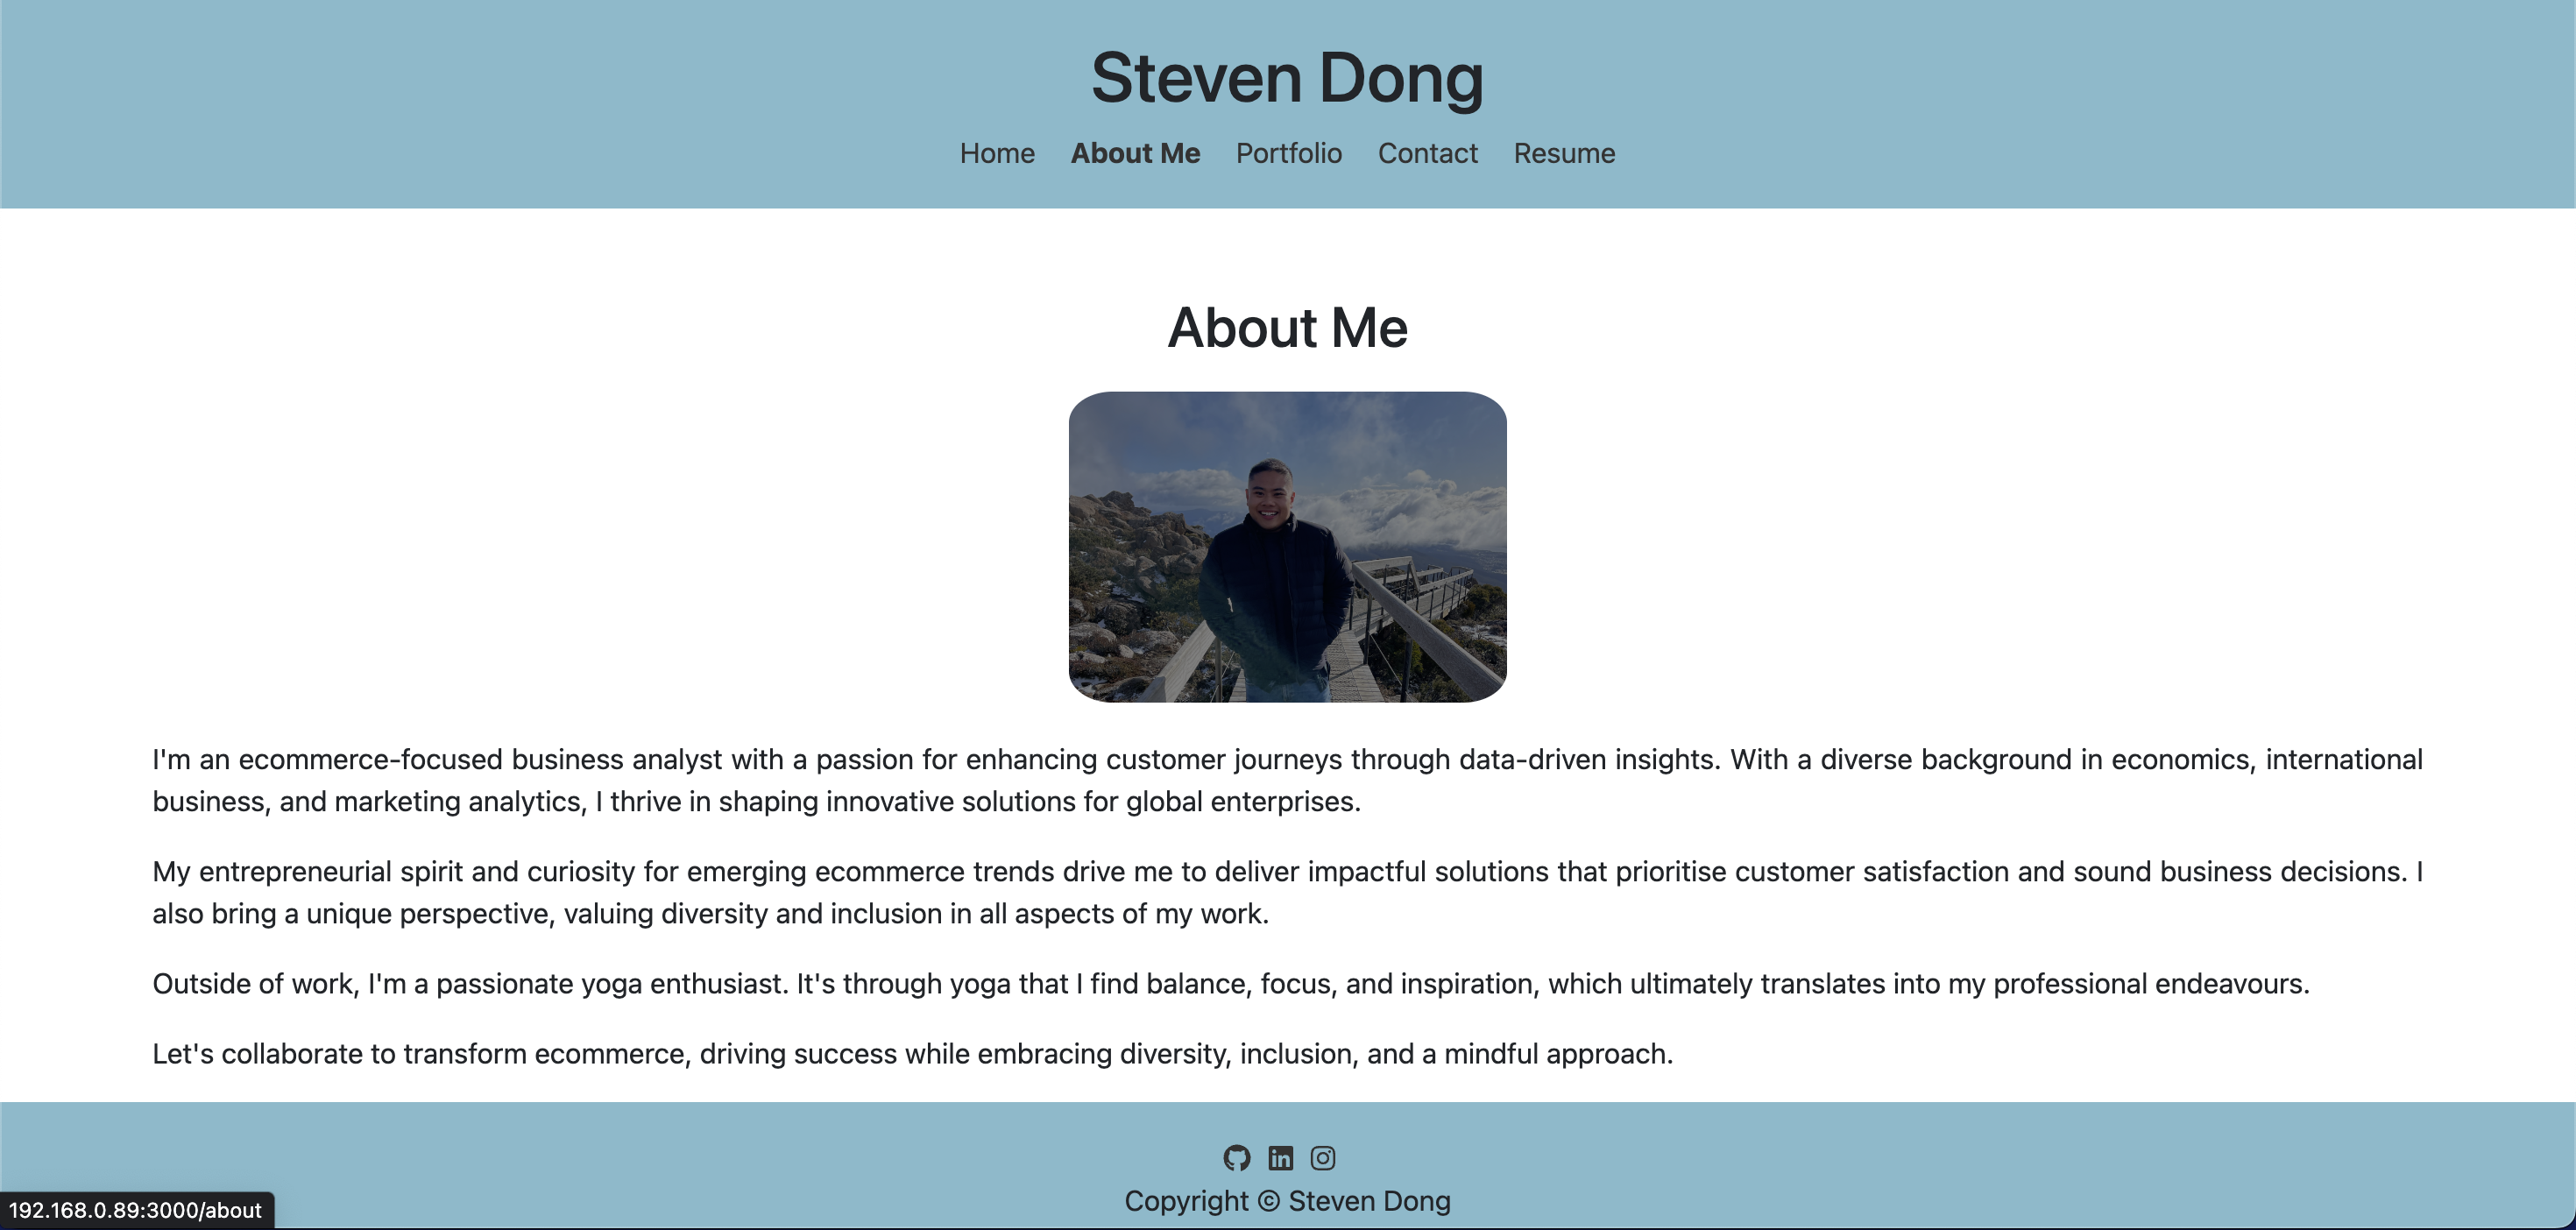 Steven Dong
Home About Me Portfolio Contact Resume
About Me
I'm an ecommerce-focused business analyst with a passion for enhancing customer journeys through data-driven insights. With a diverse background in economics, international
business, and marketing analytics, I thrive in shaping innovative solutions for global enterprises.
My entrepreneurial spirit and curiosity for emerging ecommerce trends drive me to deliver impactful solutions that prioritise customer satisfaction and sound business decisions. I
also bring a unique perspective, valuing diversity and inclusion in all aspects of my work.
Outside of work, I'm a passionate yoga enthusiast. It's through yoga that I find balance, focus, and inspiration, which ultimately translates into my professional endeavours.
Let's collaborate to transform ecommerce, driving success while embracing diversity, inclusion, and a mindful approach.
in
Copyright © Steven Dong
192.168.0.89:3000/about